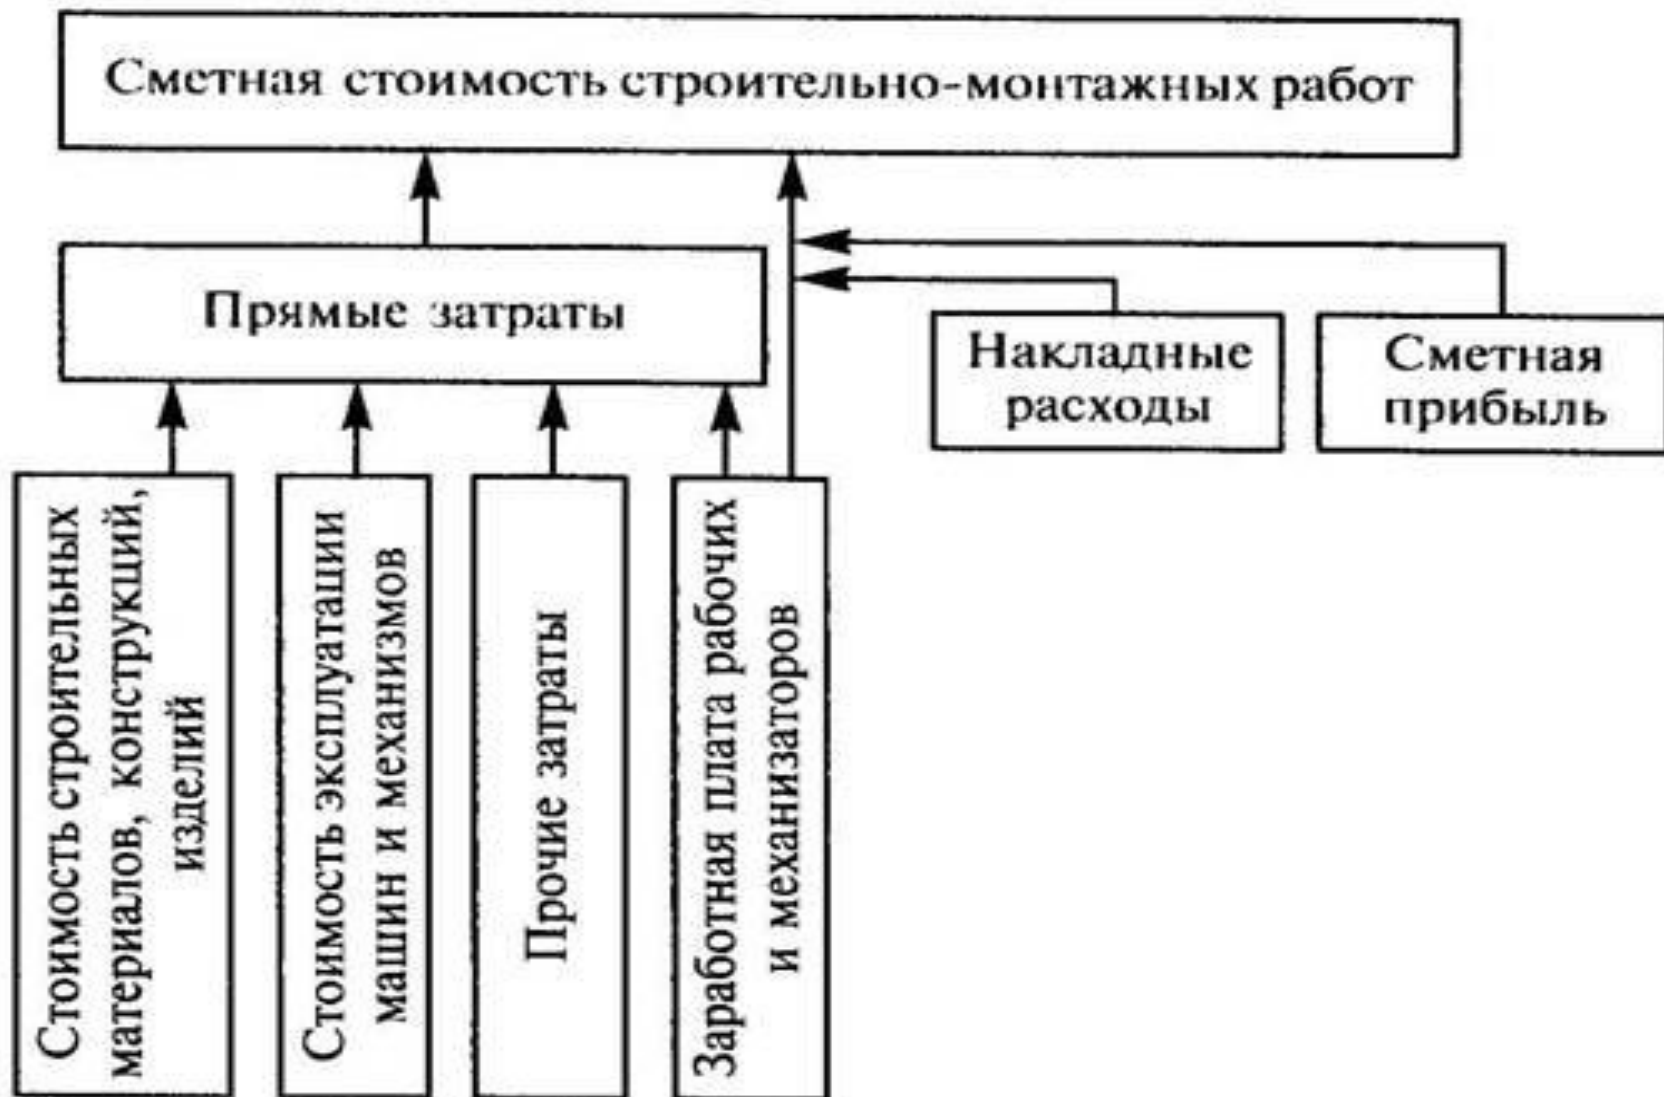 Сметная стоимость строительно-монтажных работ
Прямые затраты
Накладные
расходы
Сметная
прибыль
Стоимость строительных
материалов, конструкций,
изделий
Стоимость эксплуатации
машин и механизмов
Прочие затраты
Заработная плата рабочих
и механизаторов